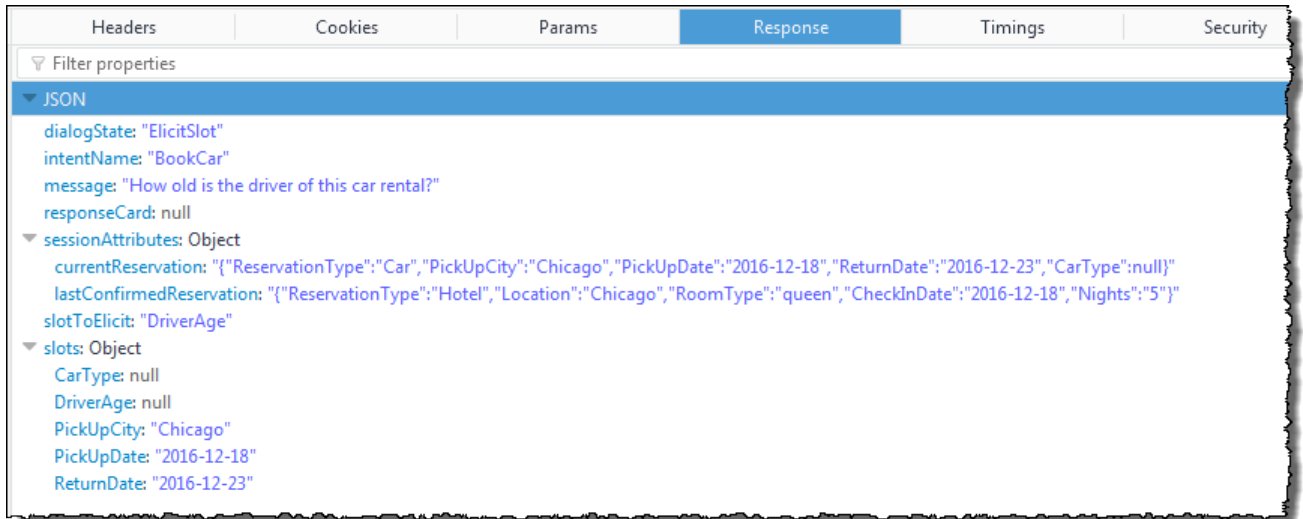 Headers Cookies Params Response Timings Security
Filter properties
JSON
dialogState: "ElicitSlot"
intentName: "BookCar"
message: "How old is the driver of this car rental?"
responseCard: null
sessionAttributes: Object
currentReservation: "{"ReservationType":"Car","PickUpCity":"Chicago","PickUpDate":"2016-12-18","ReturnDate":"2016-12-23","CarType":null}"
lastConfirmedReservation: "{"ReservationType":"Hotel","Location":"Chicago","RoomType":"queen","CheckInDate":"2016-12-18","Nights":"5"}"
slotToElicit: "DriverAge"
slots: Object
CarType: null
DriverAge: null
PickUpCity: "Chicago"
PickUpDate: "2016-12-18"
ReturnDate: "2016-12-23"